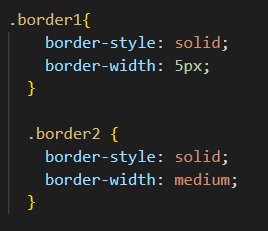 .border1{
border-style: solid;
border-width: 5px;
}
.border2 {
border-style: solid;
border-width: medium;
}